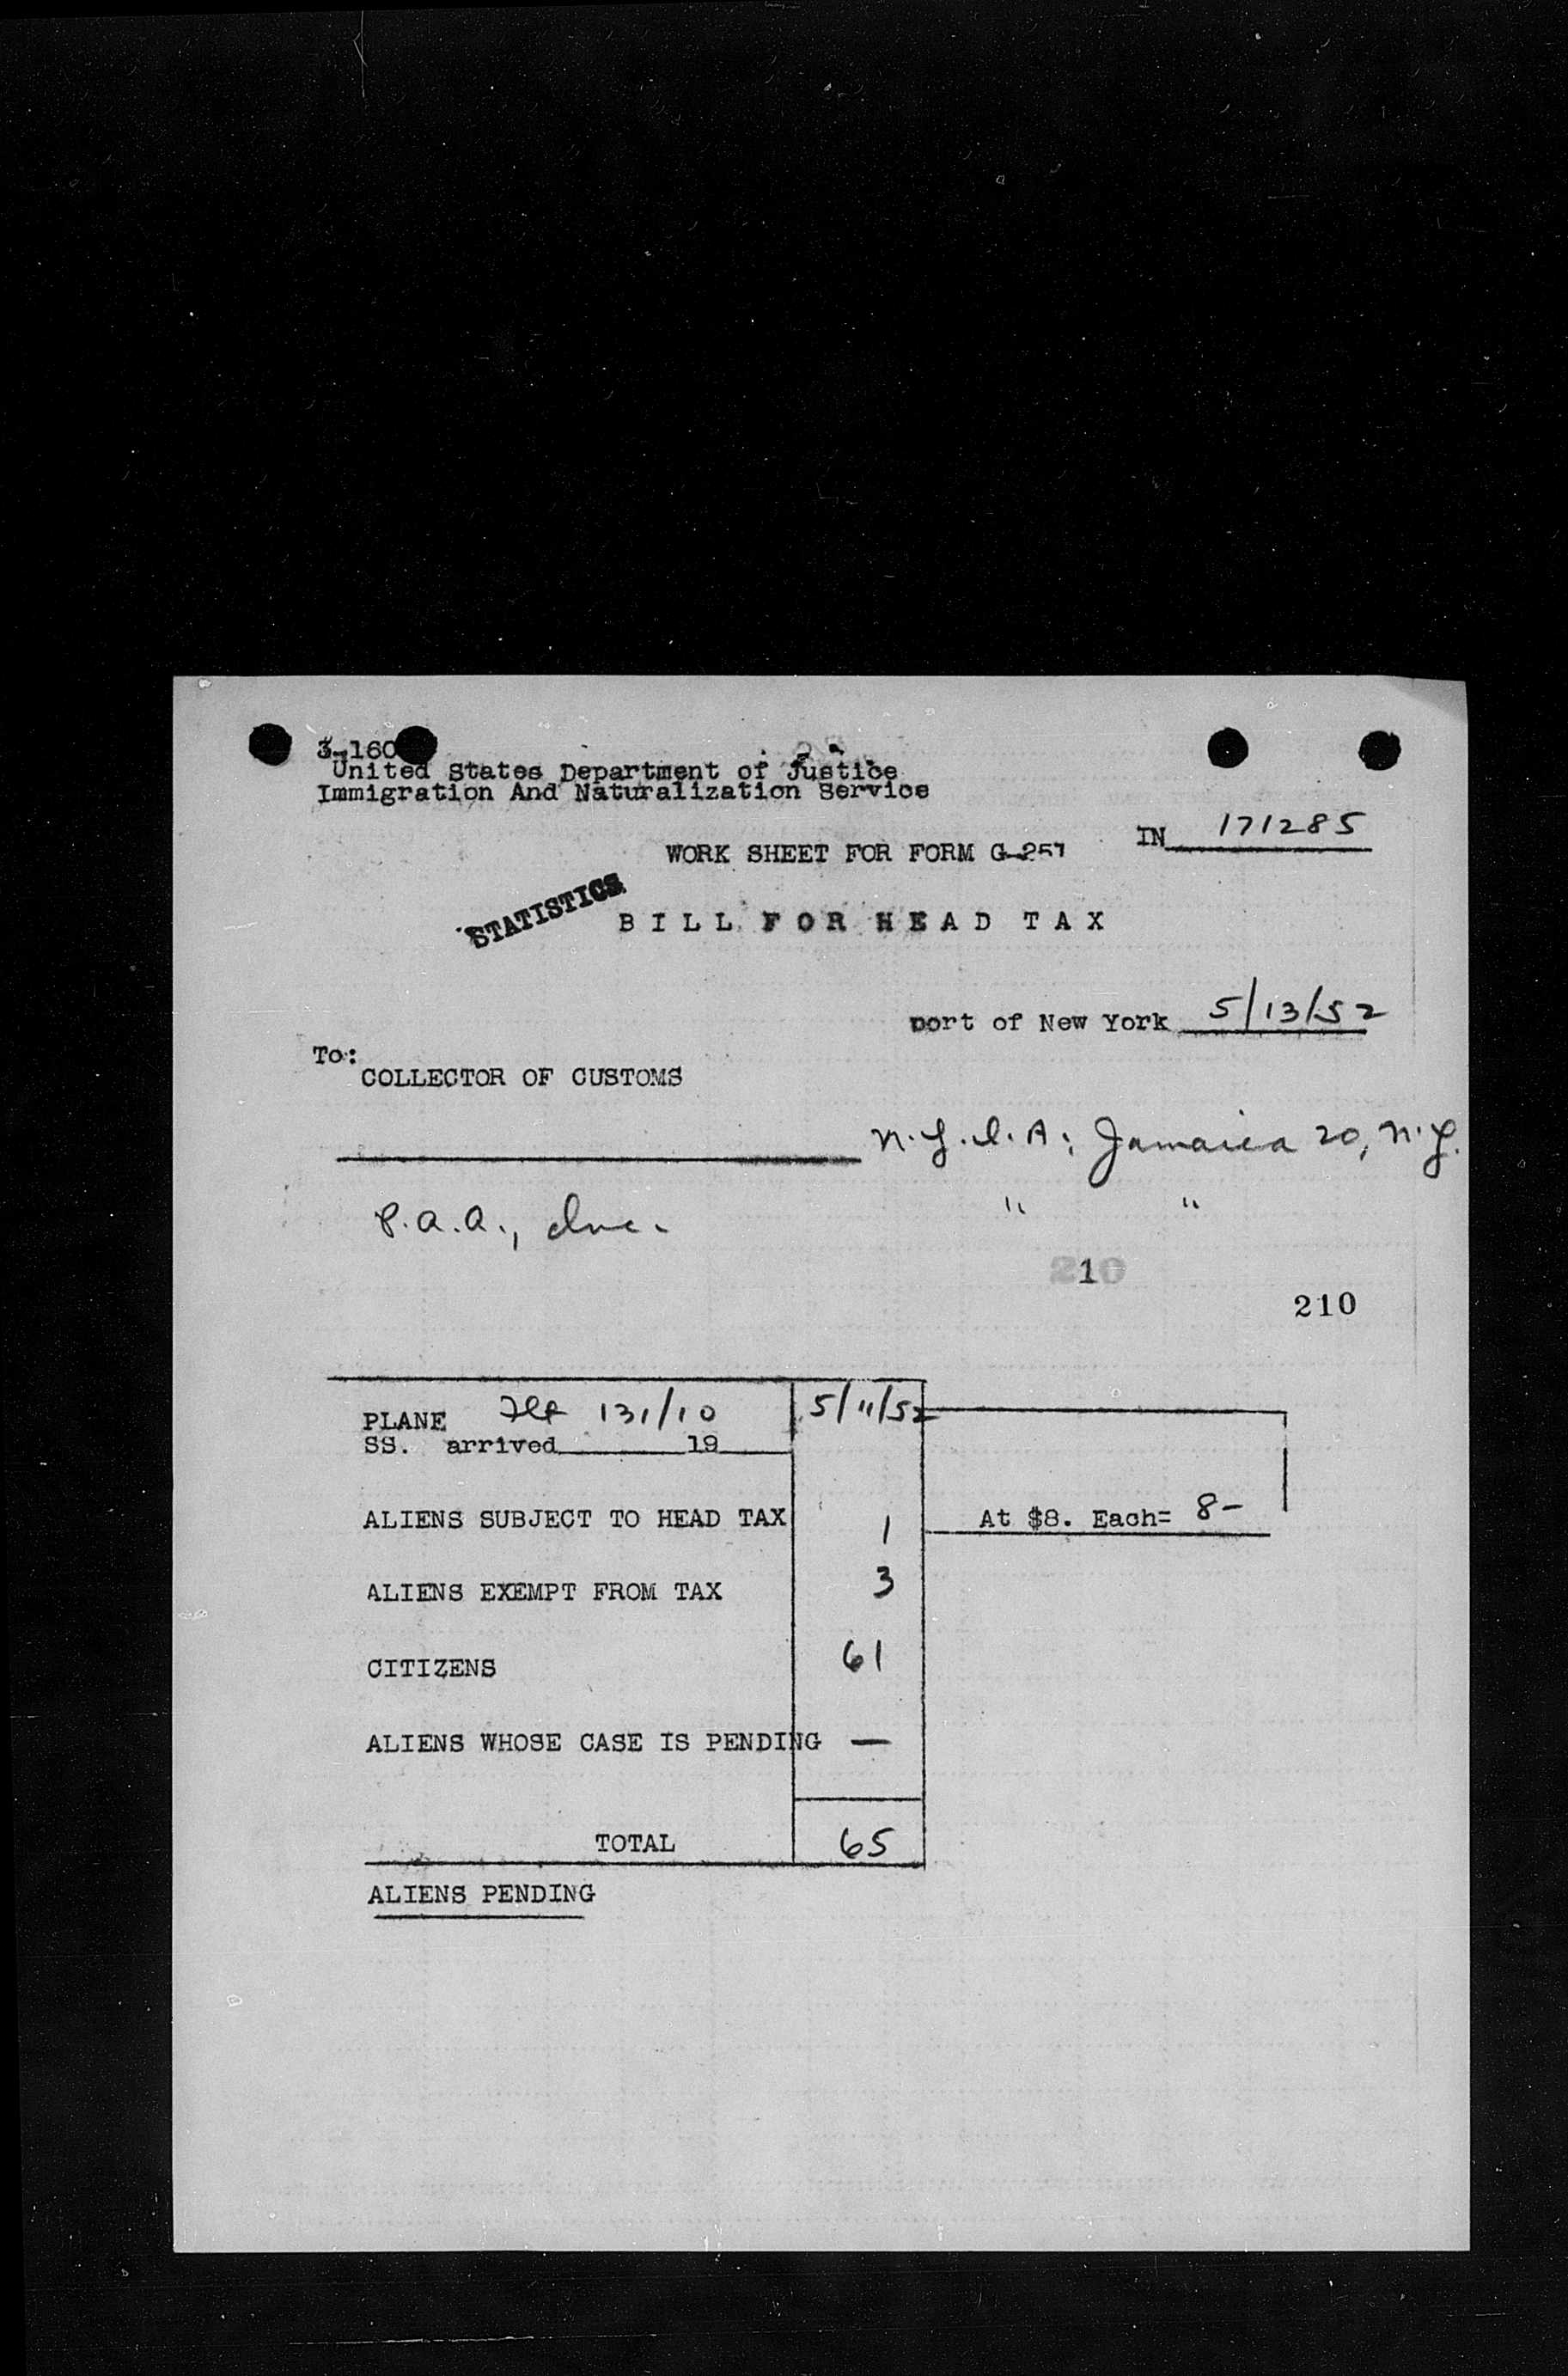 3-160
United States Department of Justice
Immigration And Naturalization Service
IN 171285
WORK SHEET FOR FORM G-257
STATISTICS
BILL FOR HEAD TAX
port of New York 5/13/52
To:
COLLECTOR OF CUSTOMS
N.Y.I.A., Jamaica 20, N.Y.
P.A.A., Inc. " "
210
210
PLANE Flt 131/10 5/11/52
SS. arrived 19
ALIENS SUBJECT TO HEAD TAX 1 At $8. Each= 8-
ALIENS EXEMPT FROM TAX 3
CITIZENS 61
ALIENS WHOSE CASE IS PENDING —
TOTAL 65
ALIENS PENDING